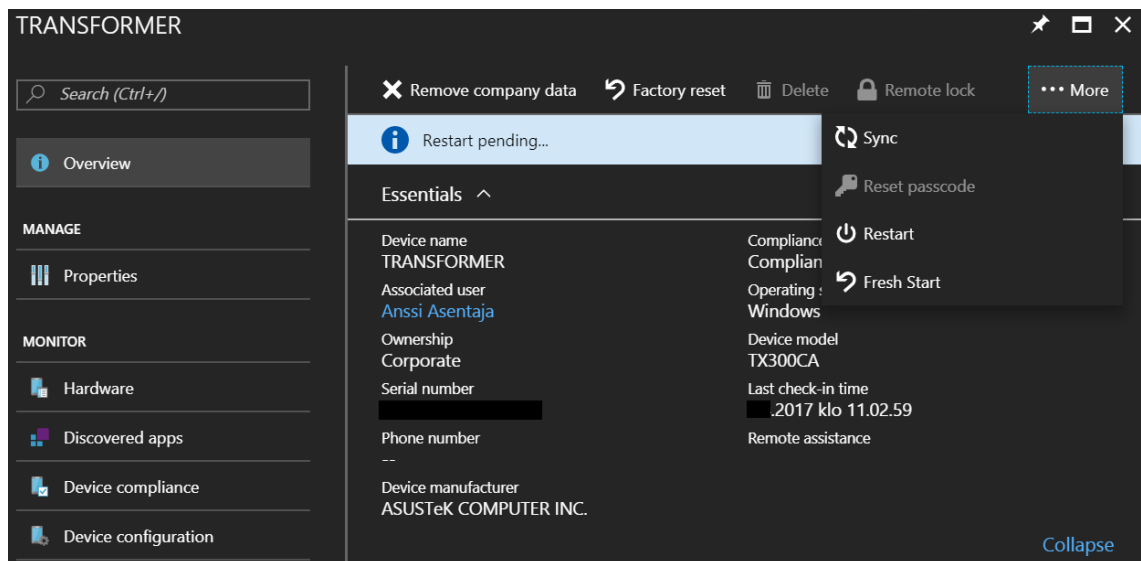 TRANSFORMER
Search (Ctrl+/)
Overview
MANAGE
Properties
MONITOR
Hardware
Discovered apps
Device compliance
Device configuration
Remove company data
Factory reset
Delete
Remote lock
••• More
Restart pending...
Sync
Reset passcode
Restart
Fresh Start
Essentials
Device name
TRANSFORMER
Associated user
Anssi Asentaja
Ownership
Corporate
Serial number
Phone number
--
Device manufacturer
ASUSTeK COMPUTER INC.
Compliance
Complian
Operating s
Windows
Device model
TX300CA
Last check-in time
.2017 klo 11.02.59
Remote assistance
Collapse